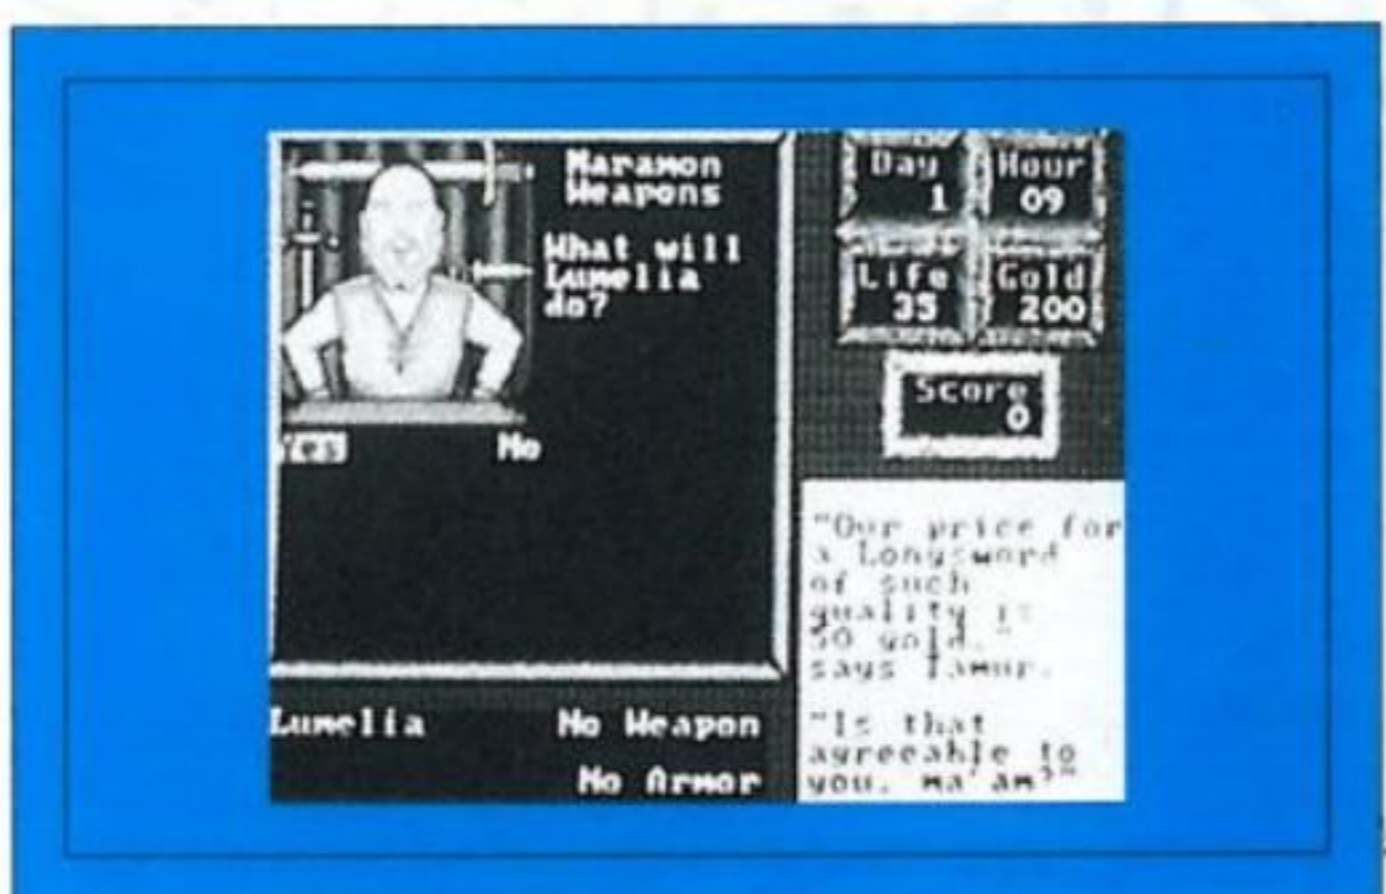 Maramon
Weapons
What will
Lumelia
do?
Yes No
Lumelia No Weapon
No Armor
Day
1
Hour
09
Life
35
Gold
200
Score
0
"Our price for
a Longsword
of such
quality is
50 gold,"
says Tamur.
"Is that
agreeable to
you, ma'am?"